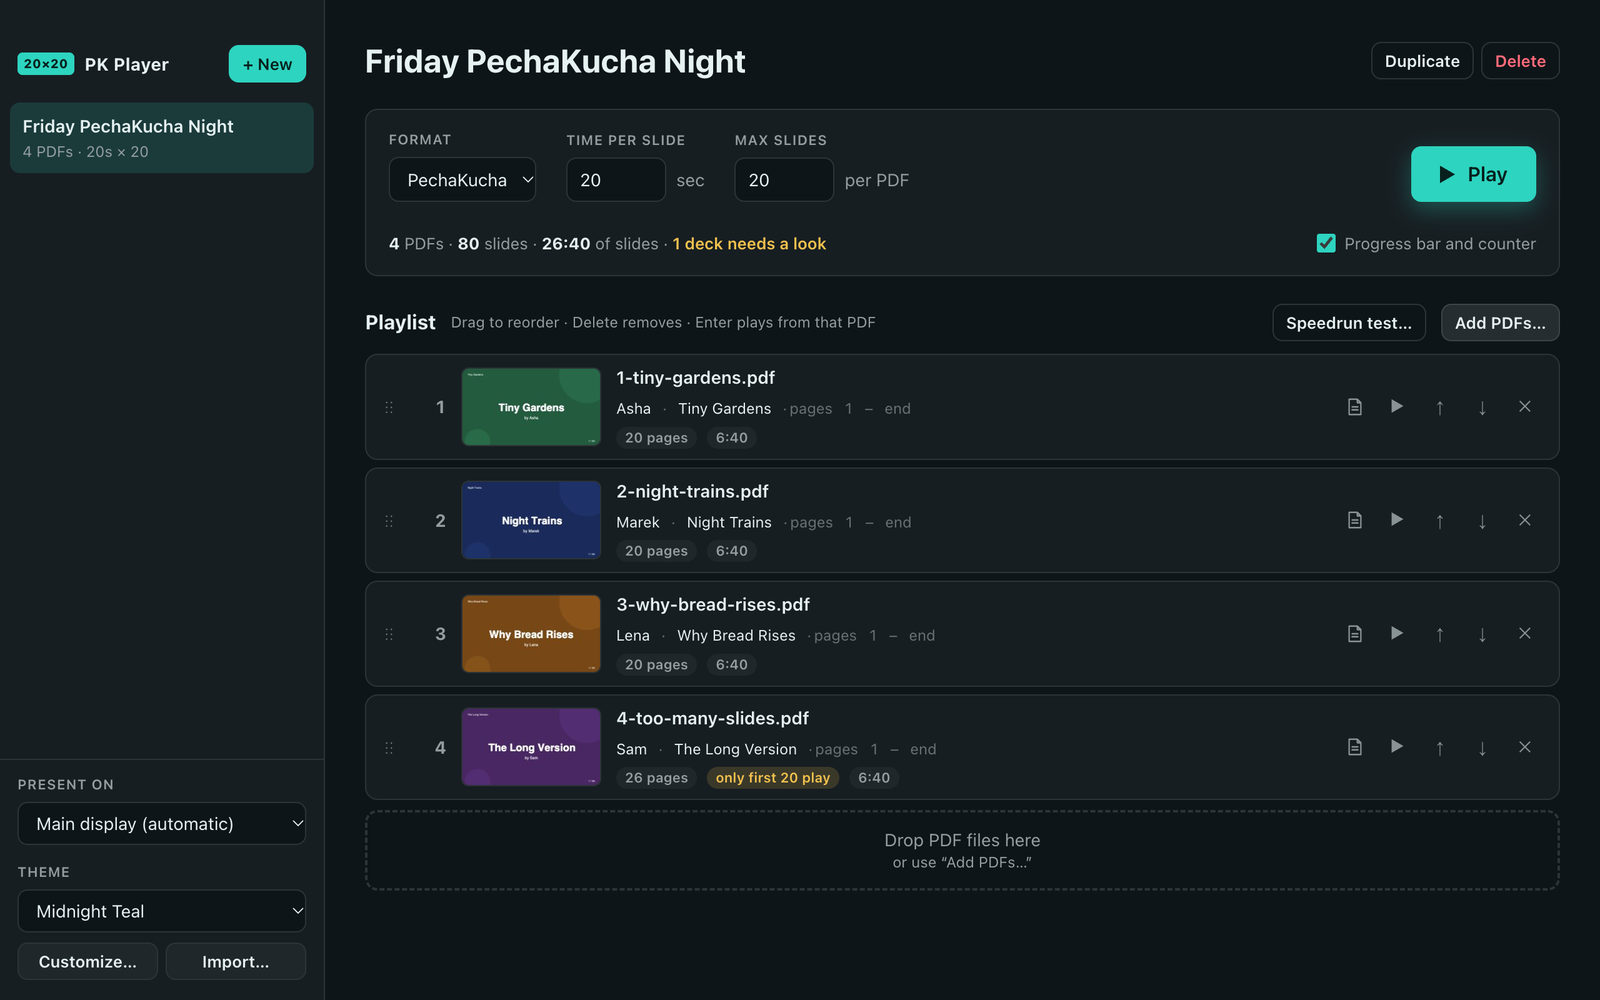 20×20 PK Player + New
Friday PechaKucha Night
4 PDFs · 20s × 20
PRESENT ON
Main display (automatic)
THEME
Midnight Teal
Customize... Import...
Friday PechaKucha Night
Duplicate Delete
FORMAT TIME PER SLIDE MAX SLIDES
PechaKucha 20 sec 20 per PDF
▶ Play
4 PDFs · 80 slides · 26:40 of slides · 1 deck needs a look
Progress bar and counter
Playlist Drag to reorder · Delete removes · Enter plays from that PDF
Speedrun test... Add PDFs...
1
Tiny Gardens
by Asha
1-tiny-gardens.pdf
Asha · Tiny Gardens · pages 1 – end
20 pages 6:40
2
Night Trains
by Marek
2-night-trains.pdf
Marek · Night Trains · pages 1 – end
20 pages 6:40
3
Why Bread Rises
by Lena
3-why-bread-rises.pdf
Lena · Why Bread Rises · pages 1 – end
20 pages 6:40
4
The Long Version
by Sam
4-too-many-slides.pdf
Sam · The Long Version · pages 1 – end
26 pages only first 20 play 6:40
Drop PDF files here
or use “Add PDFs...”